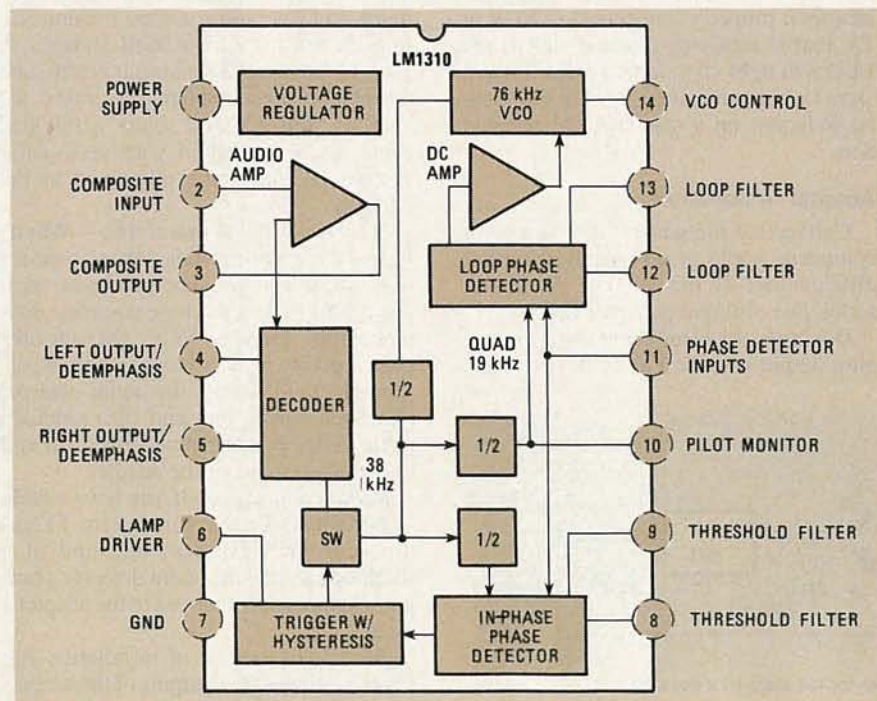 LM1310
POWER
SUPPLY
1
VOLTAGE
REGULATOR
76 kHz
VCO
14
VCO CONTROL
AUDIO
AMP
DC
AMP
COMPOSITE
INPUT
2
13
LOOP FILTER
COMPOSITE
OUTPUT
3
LOOP PHASE
DETECTOR
12
LOOP FILTER
LEFT OUTPUT/
DEEMPHASIS
4
DECODER
1/2
QUAD
19 kHz
11
PHASE DETECTOR
INPUTS
RIGHT OUTPUT/
DEEMPHASIS
5
38
kHz
1/2
10
PILOT MONITOR
LAMP
DRIVER
6
SW
1/2
9
THRESHOLD FILTER
GND
7
TRIGGER W/
HYSTERESIS
IN-PHASE
PHASE
DETECTOR
8
THRESHOLD FILTER